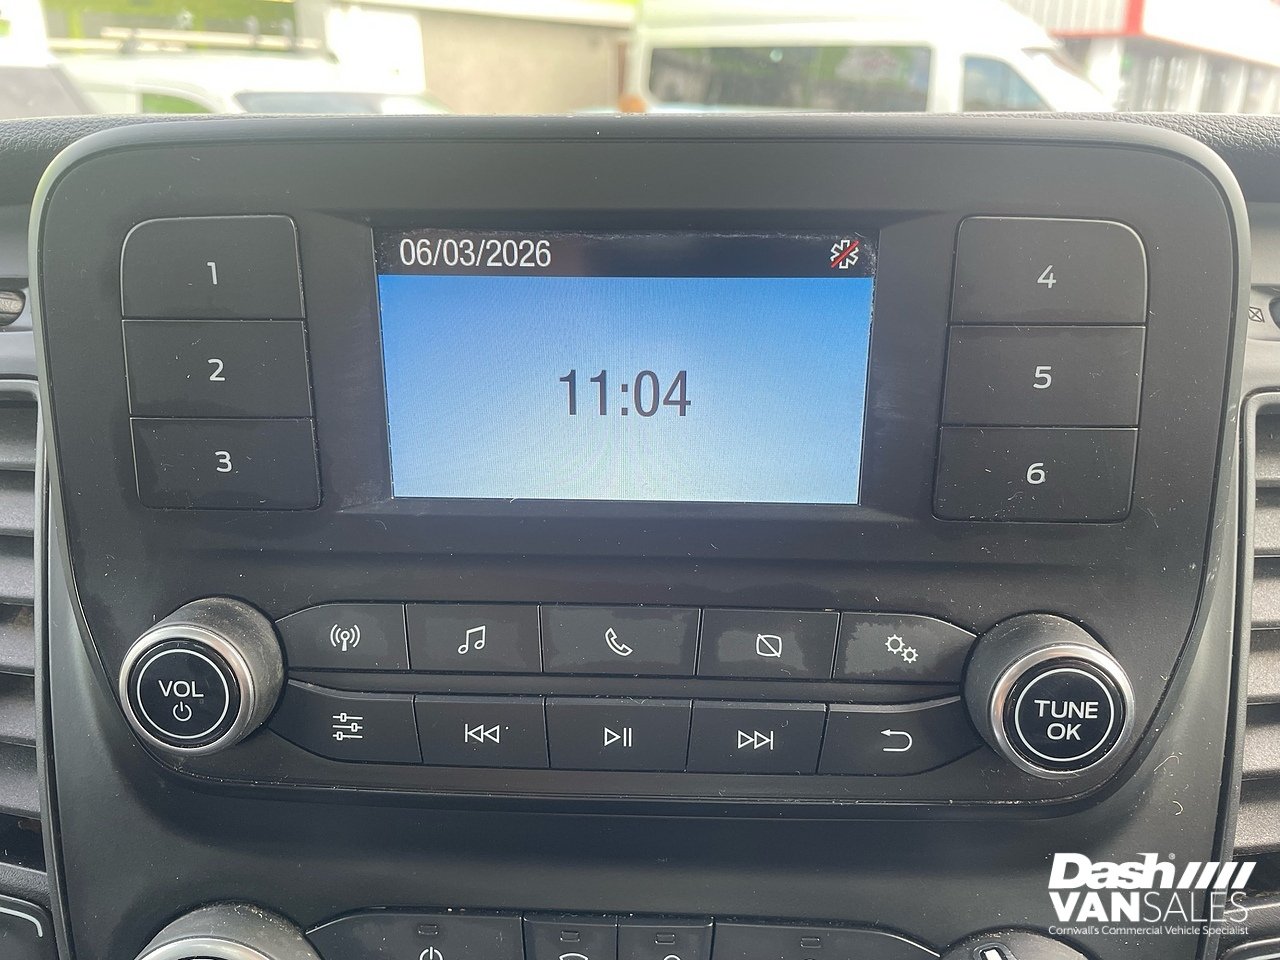 06/03/2026
11:04
1
2
3
4
5
6
VOL
TUNE
OK
Dash
VANSALES
Cornwall's Commercial Vehicle Specialist